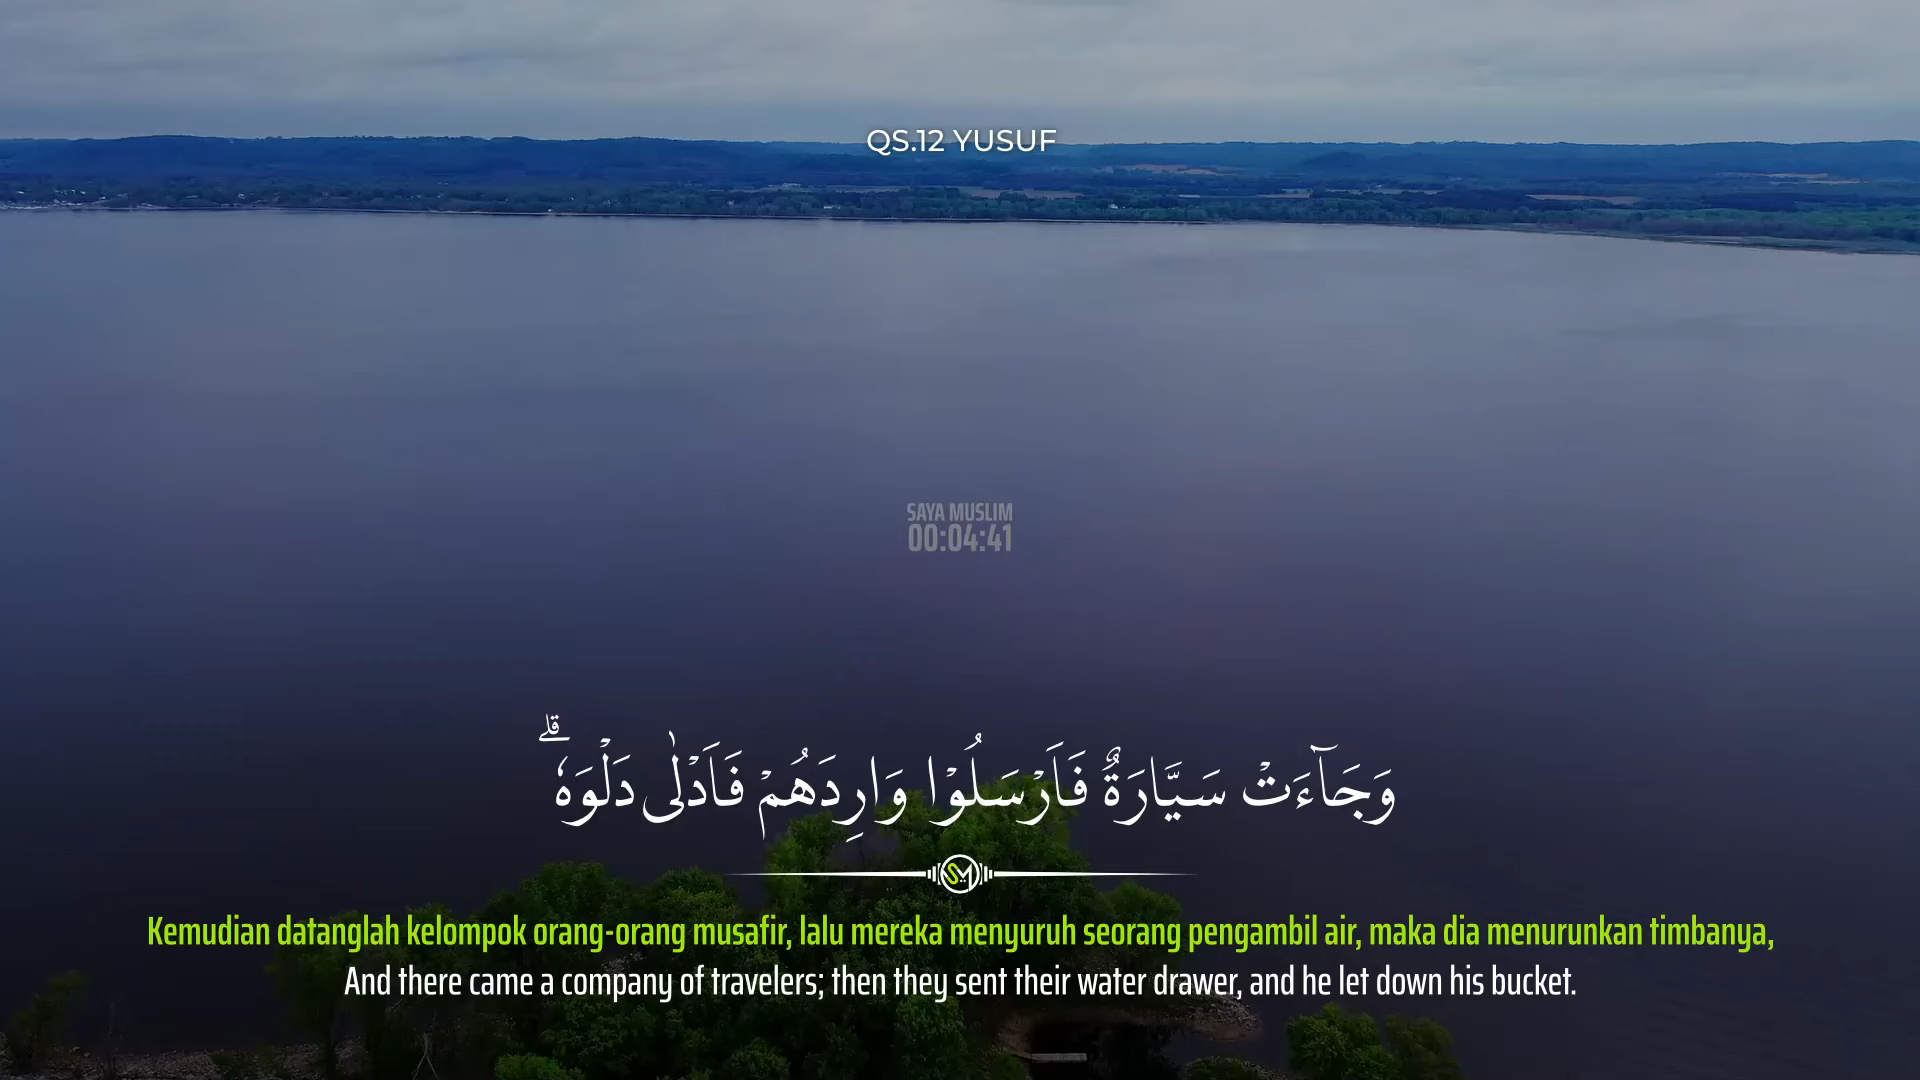 QS.12 YUSUF
SAYA MUSLIM
00:04:41
وَجَاۤءَتْ سَيَّارَةٌ فَاَرْسَلُوْا وَارِدَهُمْ فَاَدْلٰى دَلْوَهٗ ۗ
SM
Kemudian datanglah kelompok orang-orang musafir, lalu mereka menyuruh seorang pengambil air, maka dia menurunkan timbanya,
And there came a company of travelers; then they sent their water drawer, and he let down his bucket.